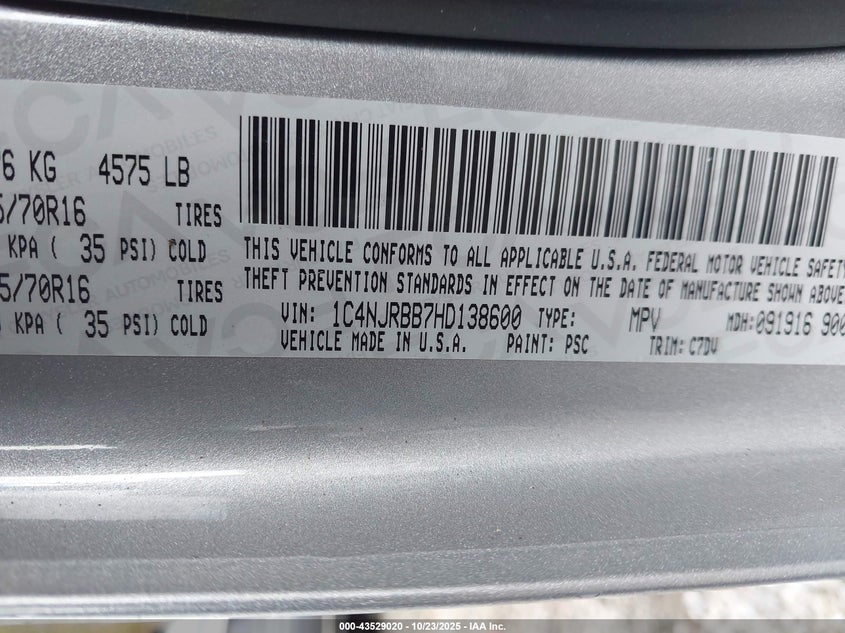 6 KG 4575 LB
5/70R16 TIRES
KPA ( 35 PSI) COLD
5/70R16 TIRES
KPA ( 35 PSI) COLD
THIS VEHICLE CONFORMS TO ALL APPLICABLE U.S.A. FEDERAL MOTOR VEHICLE SAFETY
THEFT PREVENTION STANDARDS IN EFFECT ON THE DATE OF MANUFACTURE SHOWN ABOVE
VIN: 1C4NJRBB7HD138600 TYPE: MPV MDH: 091916 900
VEHICLE MADE IN U.S.A. PAINT: PSC TRIM: C7DV
000-43529020 - 10/23/2025 - IAA Inc.